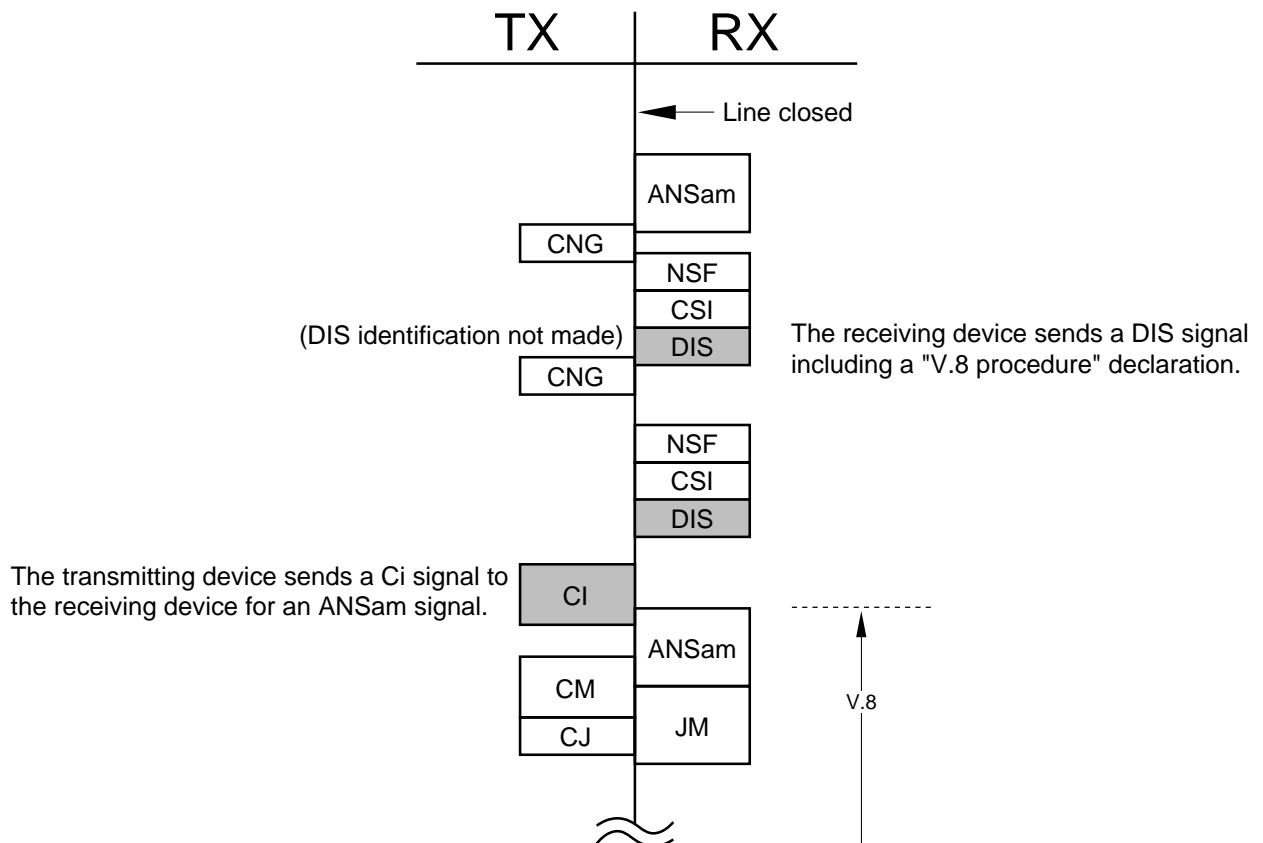 TX RX
Line closed
ANSam
CNG
NSF
CSI
(DIS identification not made)
DIS
The receiving device sends a DIS signal
including a "V.8 procedure" declaration.
CNG
NSF
CSI
DIS
The transmitting device sends a Ci signal to
the receiving device for an ANSam signal.
CI
ANSam
CM
V.8
JM
CJ